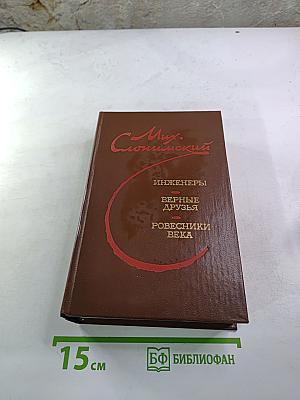 Мих.
Слонимский
ИНЖЕНЕРЫ
ВЕРНЫЕ
ДРУЗЬЯ
РОВЕСНИКИ
ВЕКА
15 см
БФ БИБЛИОФАН